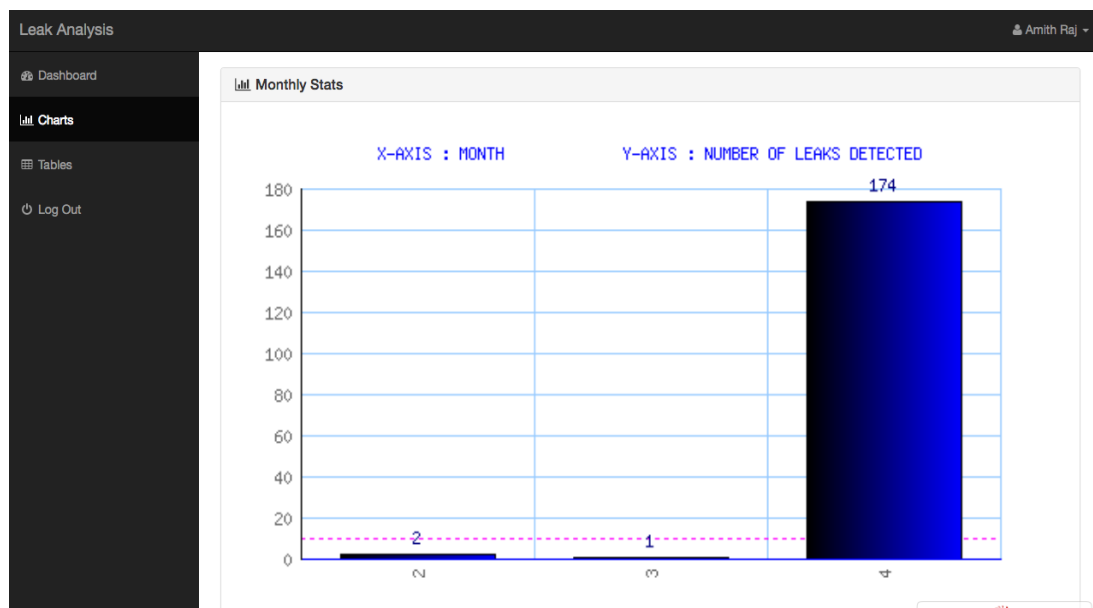 Leak Analysis
Amith Raj
Dashboard
Charts
Tables
Log Out
Monthly Stats
X-AXIS : MONTH Y-AXIS : NUMBER OF LEAKS DETECTED
180
160
140
120
100
80
60
40
20
0
2
1
174
2
3
4